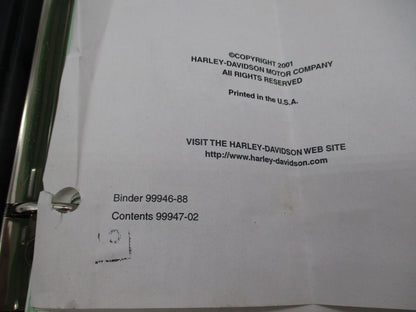 ©COPYRIGHT 2001
HARLEY-DAVIDSON MOTOR COMPANY
All RIGHTS RESERVED
Printed in the U.S.A.
VISIT THE HARLEY-DAVIDSON WEB SITE
http://www.harley-davidson.com
Binder 99946-88
Contents 99947-02